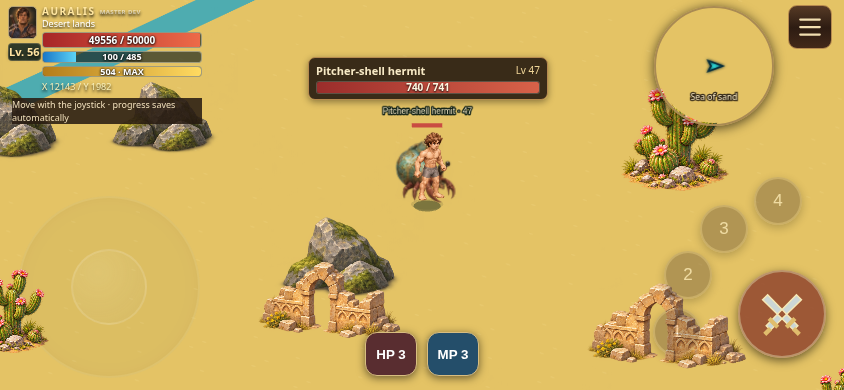 AURALIS MASTER DEV
Desert lands
49556 / 50000
Lv. 56
100 / 485
504 · MAX
X 12143 / Y 1982
Move with the joystick · progress saves
automatically
Pitcher-shell hermit Lv 47
740 / 741
Pitcher-shell hermit · 47
Sea of sand
4
3
2
HP 3
MP 3